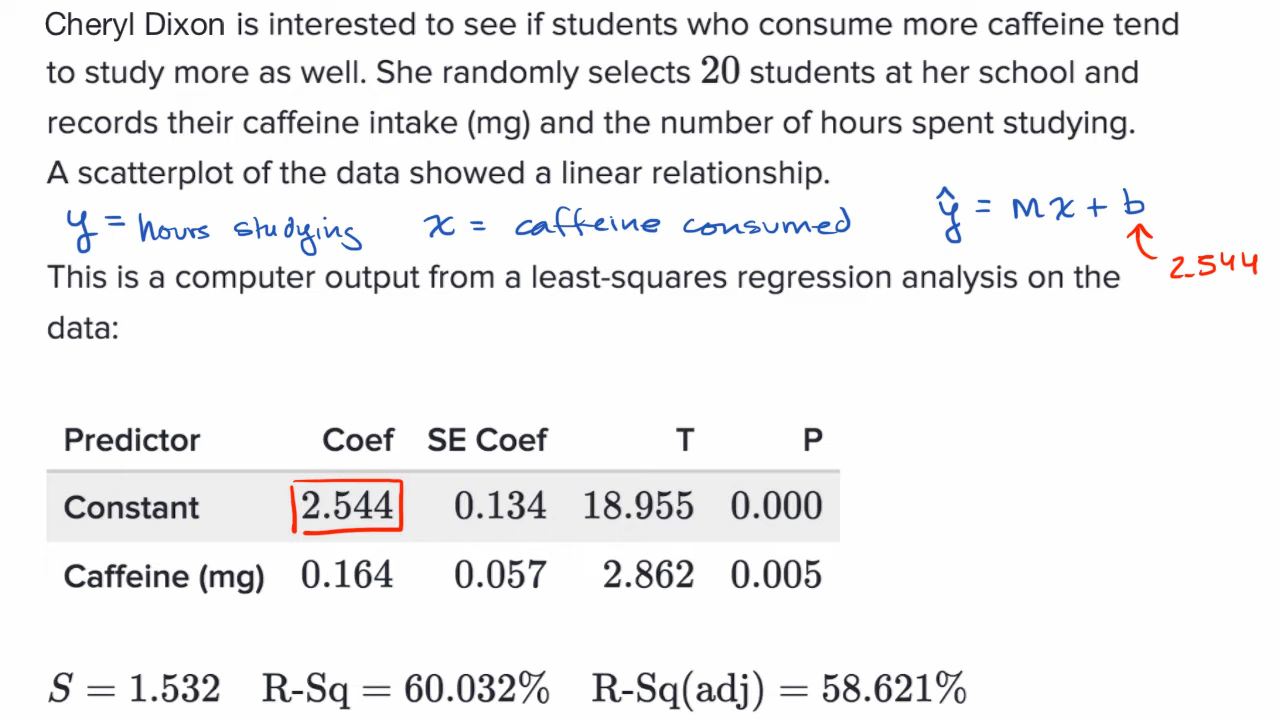 Cheryl Dixon is interested to see if students who consume more caffeine tend
to study more as well. She randomly selects 20 students at her school and
records their caffeine intake (mg) and the number of hours spent studying.
A scatterplot of the data showed a linear relationship.
y = hours studying x = caffeine consumed ŷ = mx + b
2.544
This is a computer output from a least-squares regression analysis on the
data:
Predictor Coef SE Coef T P
Constant 2.544 0.134 18.955 0.000
Caffeine (mg) 0.164 0.057 2.862 0.005
S = 1.532 R-Sq = 60.032% R-Sq(adj) = 58.621%